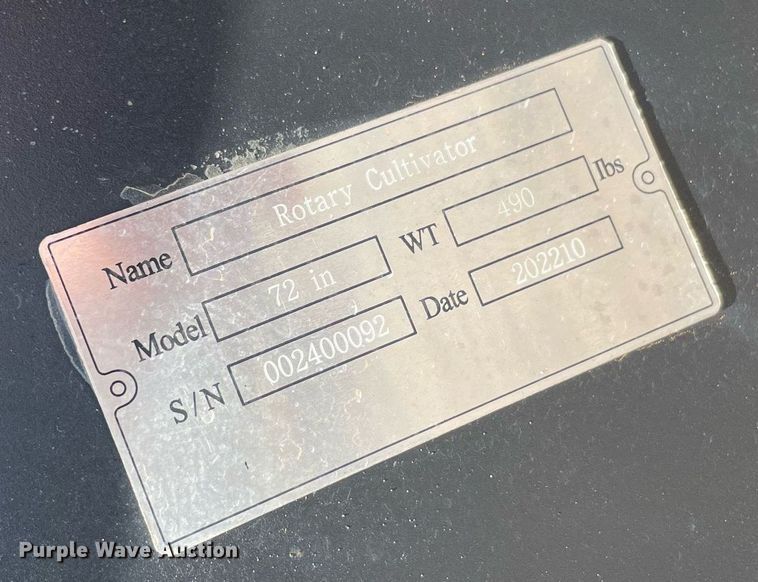 Name Rotary Cultivator
Model 72 in WT 490 lbs
S/N 002400092 Date 202210
Purple Wave Auction